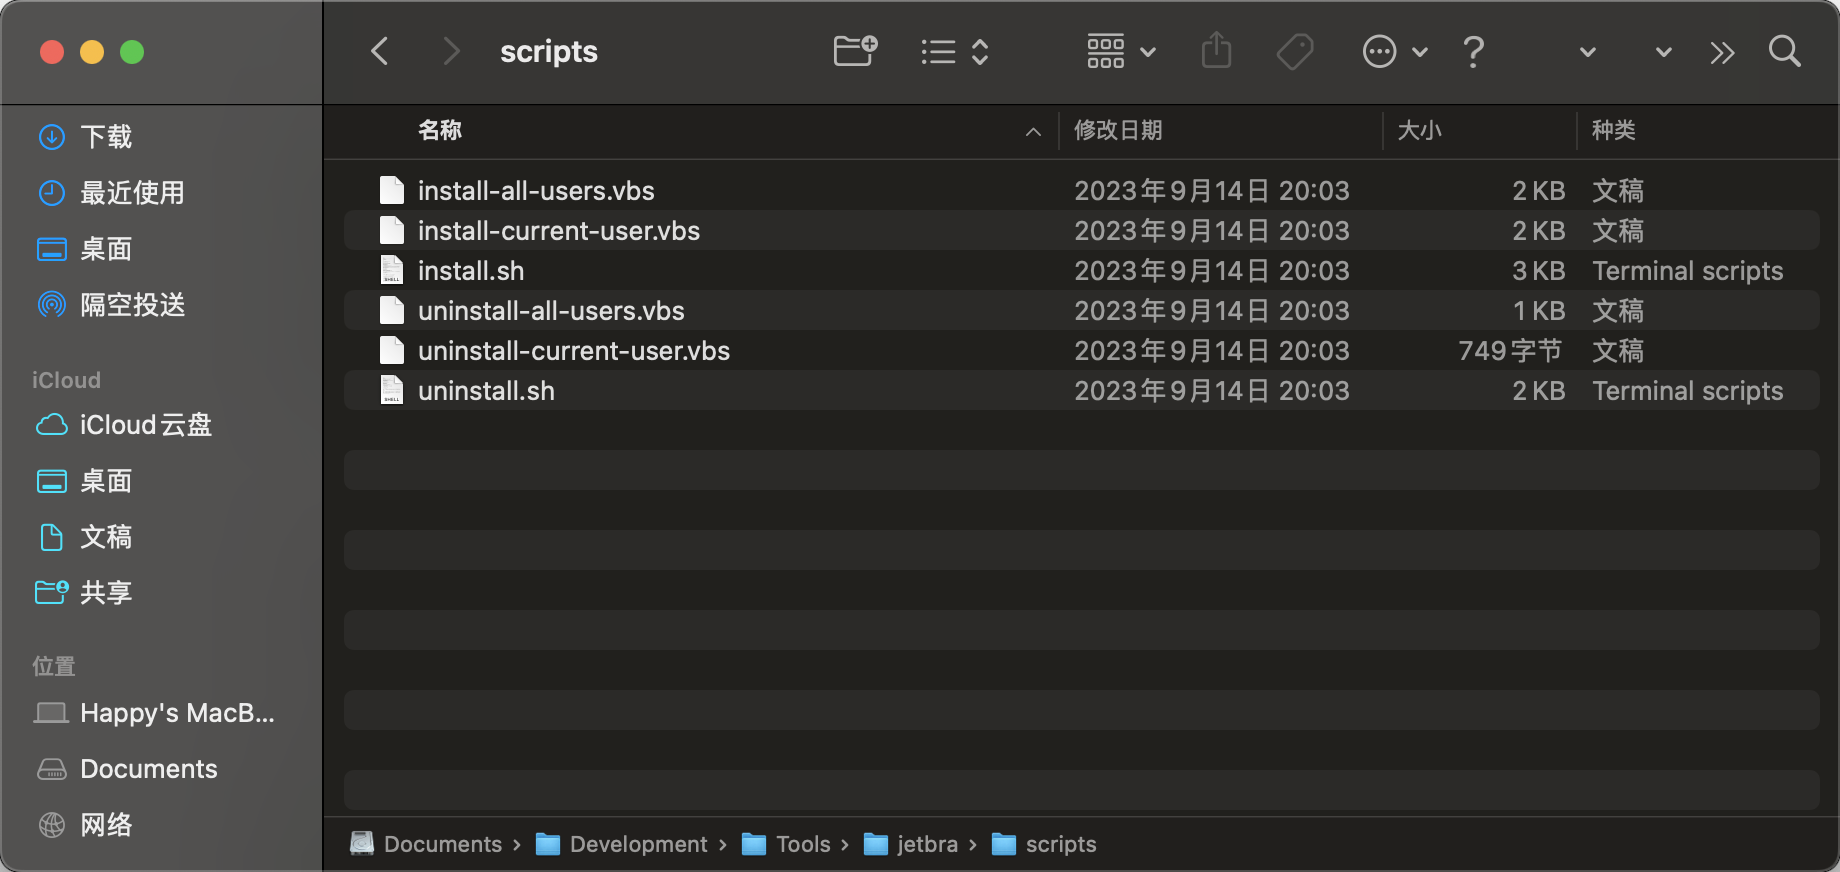 scripts
下载
最近使用
桌面
隔空投送
iCloud
iCloud云盘
桌面
文稿
共享
位置
Happy's MacB...
Documents
网络
名称 修改日期 大小 种类
install-all-users.vbs 2023年9月14日 20:03 2 KB 文稿
install-current-user.vbs 2023年9月14日 20:03 2 KB 文稿
install.sh 2023年9月14日 20:03 3 KB Terminal scripts
uninstall-all-users.vbs 2023年9月14日 20:03 1 KB 文稿
uninstall-current-user.vbs 2023年9月14日 20:03 749字节 文稿
uninstall.sh 2023年9月14日 20:03 2 KB Terminal scripts
Documents › Development › Tools › jetbra › scripts